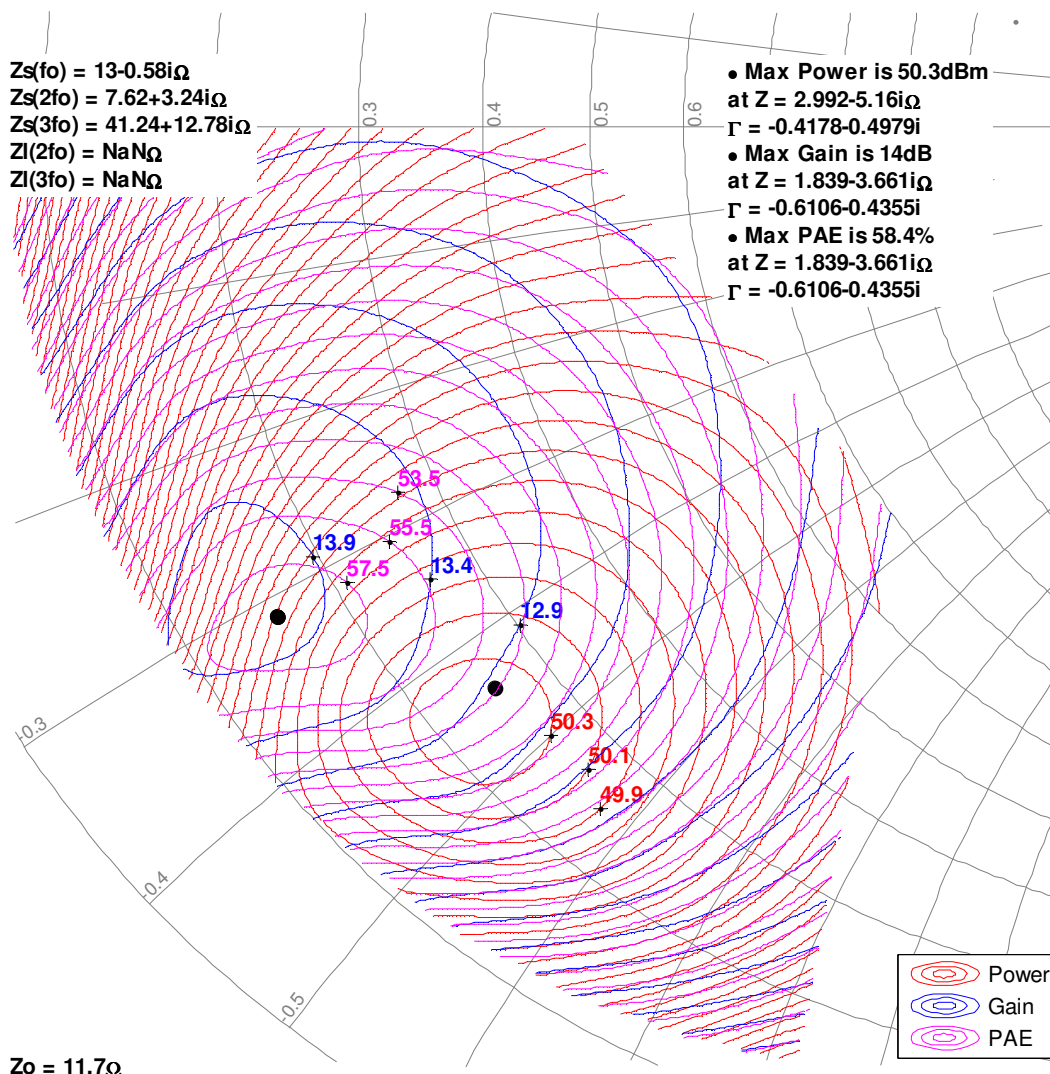 Zs(fo) = 13-0.58iΩ
Zs(2fo) = 7.62+3.24iΩ
Zs(3fo) = 41.24+12.78iΩ
Zl(2fo) = NaNΩ
Zl(3fo) = NaNΩ
● Max Power is 50.3dBm
at Z = 2.992-5.16iΩ
Γ = -0.4178-0.4979i
● Max Gain is 14dB
at Z = 1.839-3.661iΩ
Γ = -0.6106-0.4355i
● Max PAE is 58.4%
at Z = 1.839-3.661iΩ
Γ = -0.6106-0.4355i
0.3
0.4
0.5
0.6
53.5
55.5
13.9
57.5
13.4
12.9
50.3
50.1
49.9
-0.3
-0.4
-0.5
Power
Gain
PAE
Zo = 11.7Ω